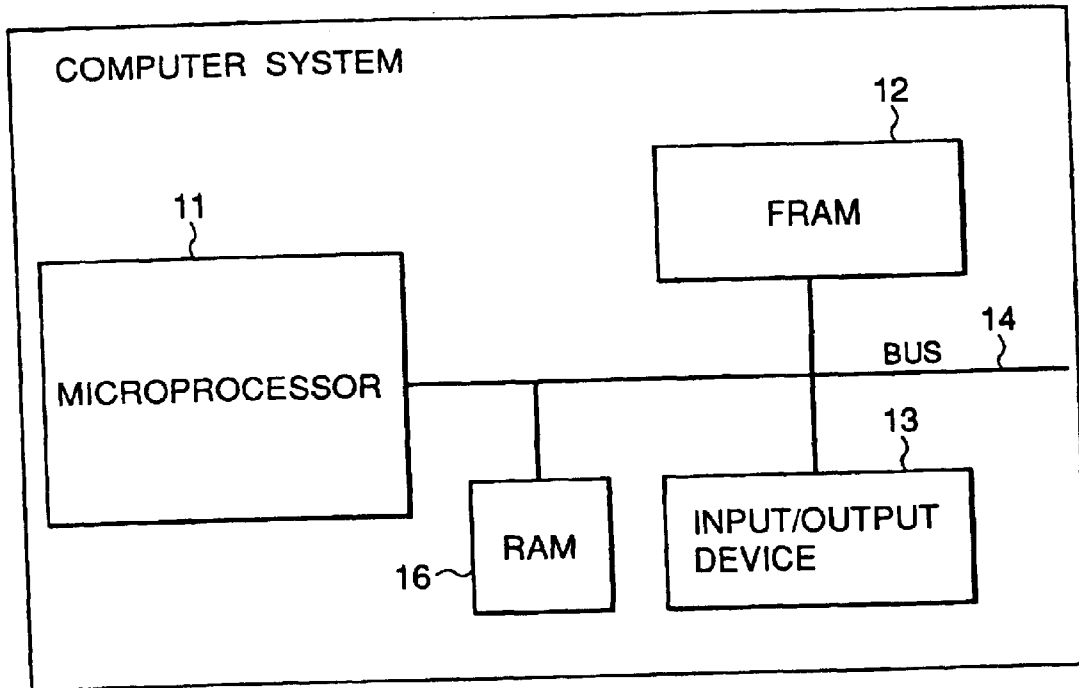 COMPUTER SYSTEM
12
FRAM
11
MICROPROCESSOR
BUS
14
13
INPUT/OUTPUT
DEVICE
RAM
16